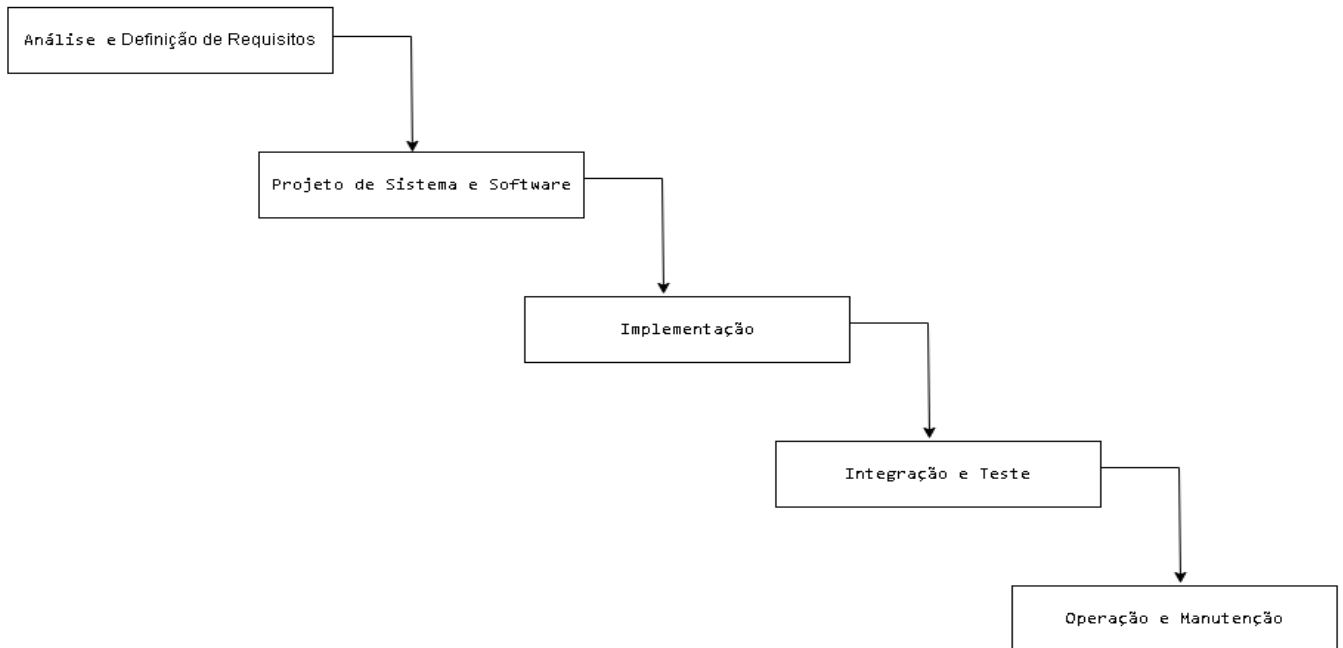 Análise e Definição de Requisitos
Projeto de Sistema e Software
Implementação
Integração e Teste
Operação e Manutenção